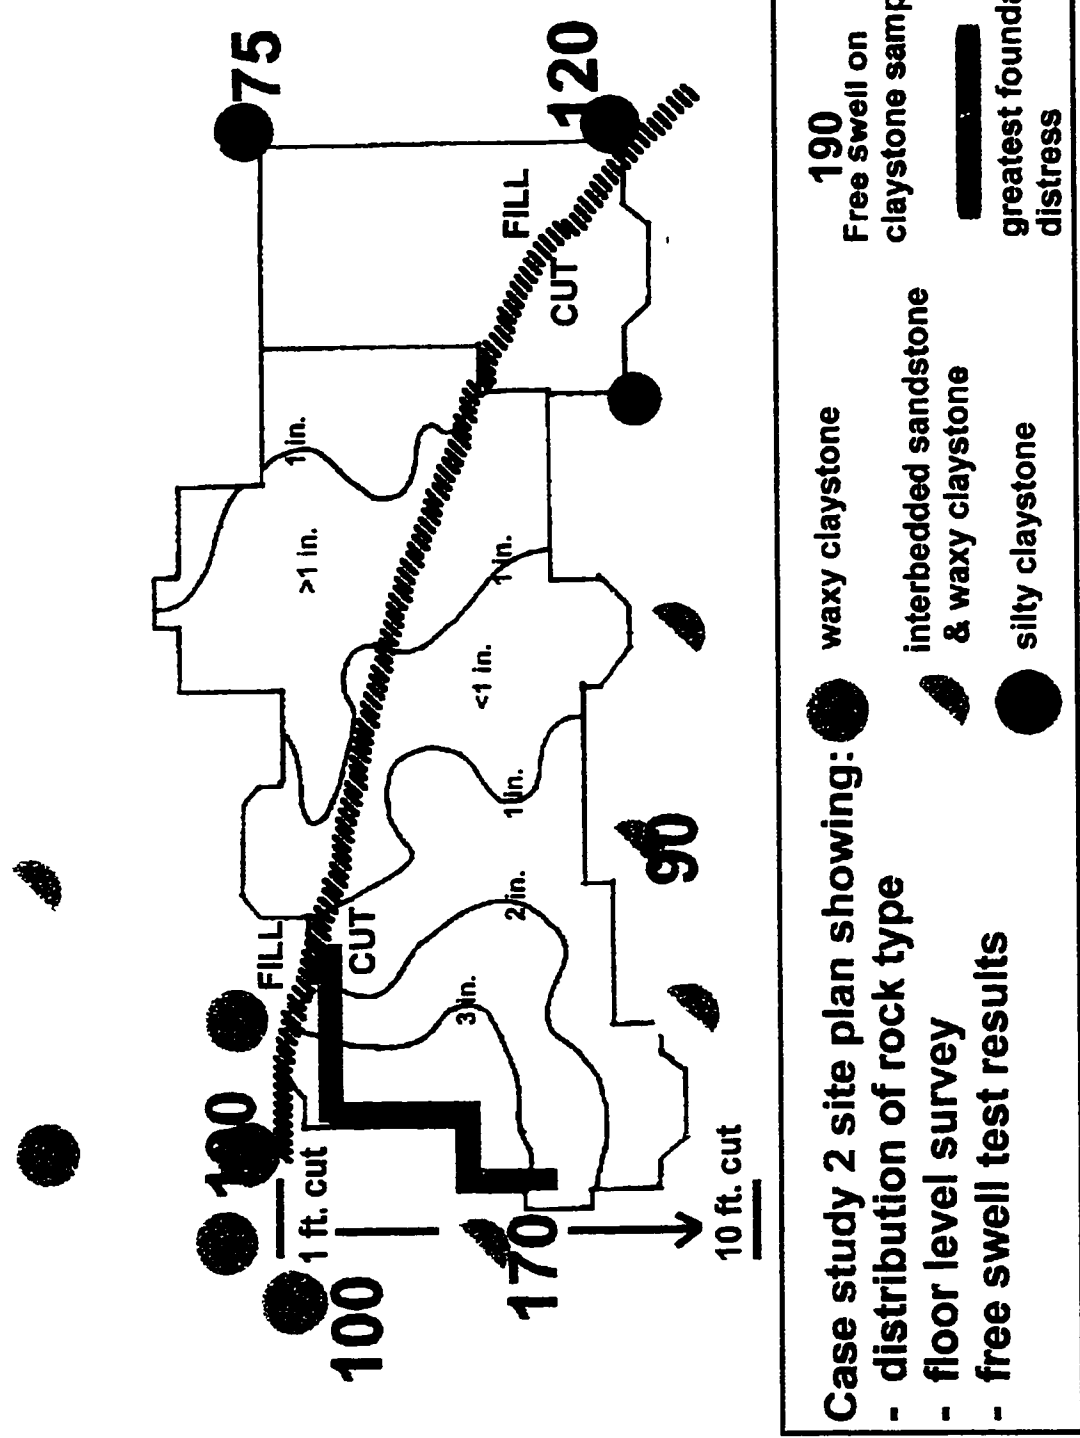 75
FILL
1 in.
>1 in.
1 ft. cut
100
CUT
3 in.
<1 in.
1 in.
1 in.
2 in.
FILL
170
CUT
120
90
10 ft. cut
Case study 2 site plan showing:
- distribution of rock type
- floor level survey
- free swell test results
waxy claystone
interbedded sandstone
& waxy claystone
silty claystone
190
Free swell on
claystone samp
greatest founda
distress